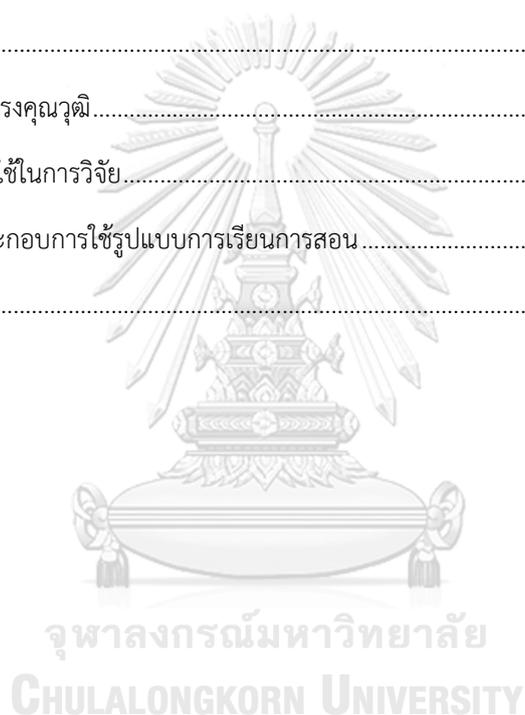 ................................................................
รงคุณวุฒิ................................................................
ใช้ในการวิจัย................................................................
ะกอบการใช้รูปแบบการเรียนการสอน................................
................................................................
จุฬาลงกรณ์มหาวิทยาลัย
CHULALONGKORN UNIVERSITY